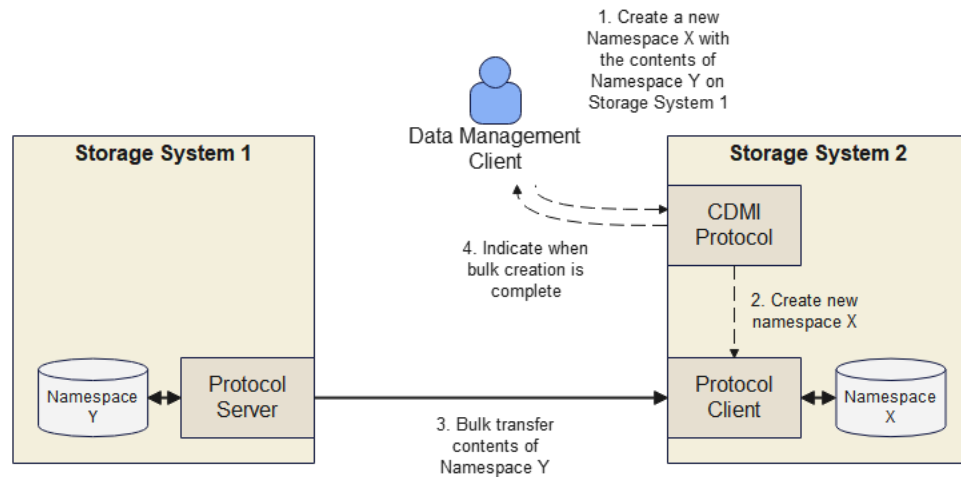 1. Create a new
Namespace X with
the contents of
Namespace Y on
Storage System 1
Data Management
Client
Storage System 1
Storage System 2
CDMI
Protocol
4. Indicate when
bulk creation is
complete
2. Create new
namespace X
Namespace
Y
Protocol
Server
Protocol
Client
Namespace
X
3. Bulk transfer
contents of
Namespace Y